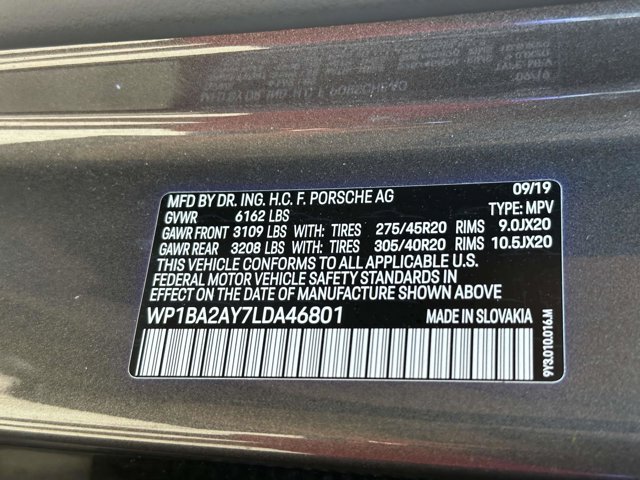 MFD BY DR. ING. H.C. F. PORSCHE AG 09/19
GVWR 6162 LBS TYPE: MPV
GAWR FRONT 3109 LBS WITH: TIRES 275/45R20 RIMS 9.0JX20
GAWR REAR 3208 LBS WITH: TIRES 305/40R20 RIMS 10.5JX20
THIS VEHICLE CONFORMS TO ALL APPLICABLE U.S.
FEDERAL MOTOR VEHICLE SAFETY STANDARDS IN
EFFECT ON THE DATE OF MANUFACTURE SHOWN ABOVE
WP1BA2AY7LDA46801 MADE IN SLOVAKIA
9Y3.010.016.M